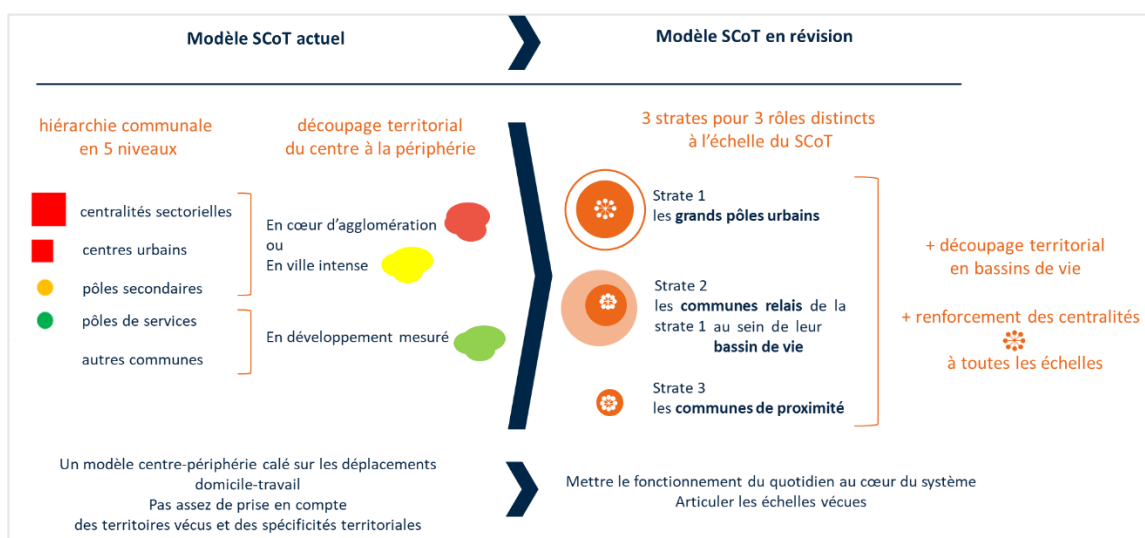 Modèle SCoT actuel
Modèle SCoT en révision
hiérarchie communale
en 5 niveaux
découpage territorial
du centre à la périphérie
3 strates pour 3 rôles distincts
à l’échelle du SCoT
centralités sectorielles
centres urbains
pôles secondaires
pôles de services
autres communes
En cœur d’agglomération
ou
En ville intense
En développement mesuré
Strate 1
les grands pôles urbains
Strate 2
les communes relais de la
strate 1 au sein de leur
bassin de vie
Strate 3
les communes de proximité
+ découpage territorial
en bassins de vie
+ renforcement des centralités
à toutes les échelles
Un modèle centre-périphérie calé sur les déplacements
domicile-travail
Pas assez de prise en compte
des territoires vécus et des spécificités territoriales
Mettre le fonctionnement du quotidien au cœur du système
Articuler les échelles vécues